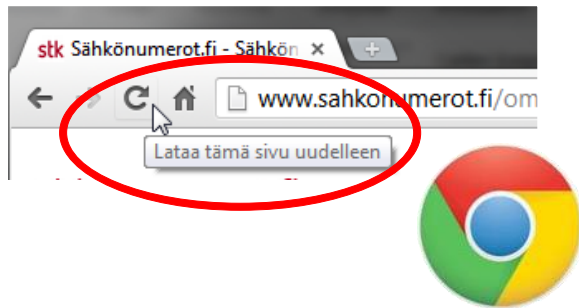 stk Sähkönumerot.fi - Sähkön
www.sahkonumerot.fi/om
Lataa tämä sivu uudelleen